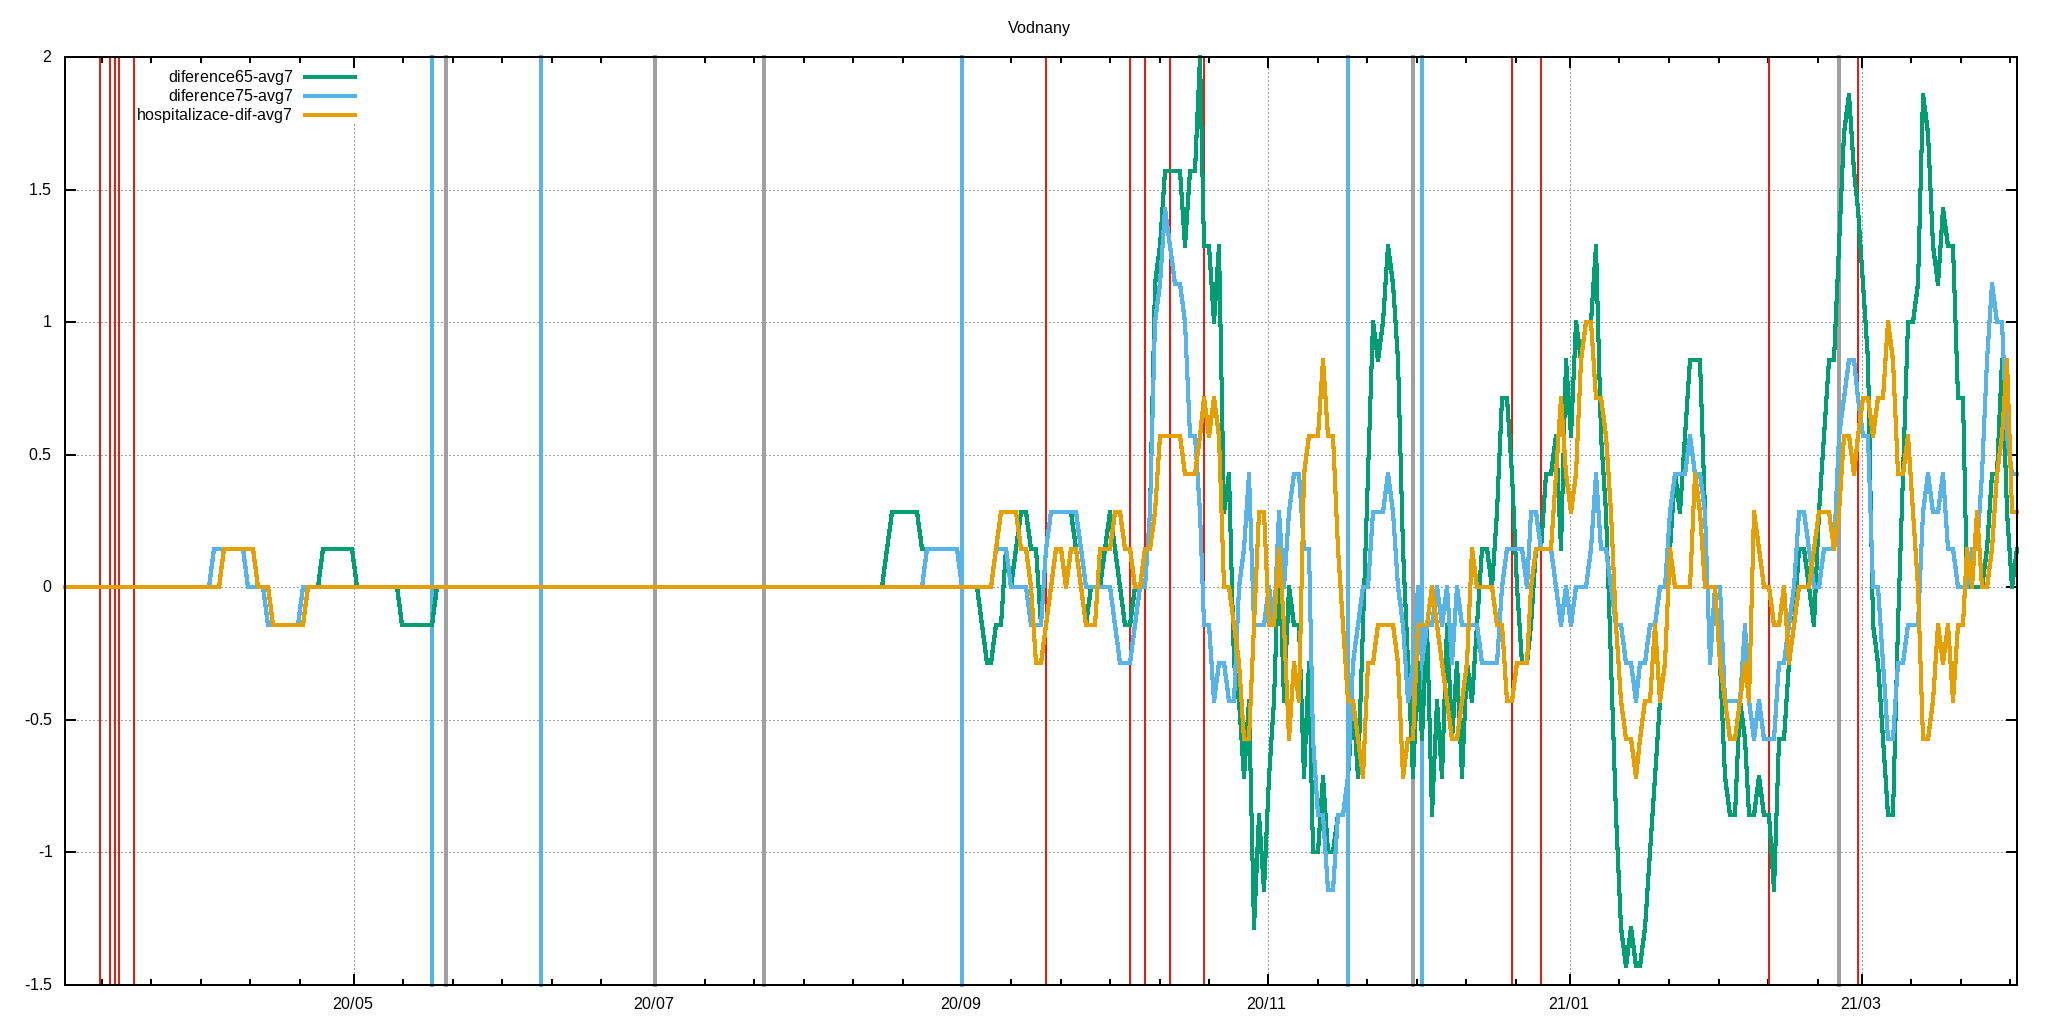 Vodnany
diference65-avg7
diference75-avg7
hospitalizace-dif-avg7
2
1.5
1
0.5
0
-0.5
-1
-1.5
20/05 20/07 20/09 20/11 21/01 21/03